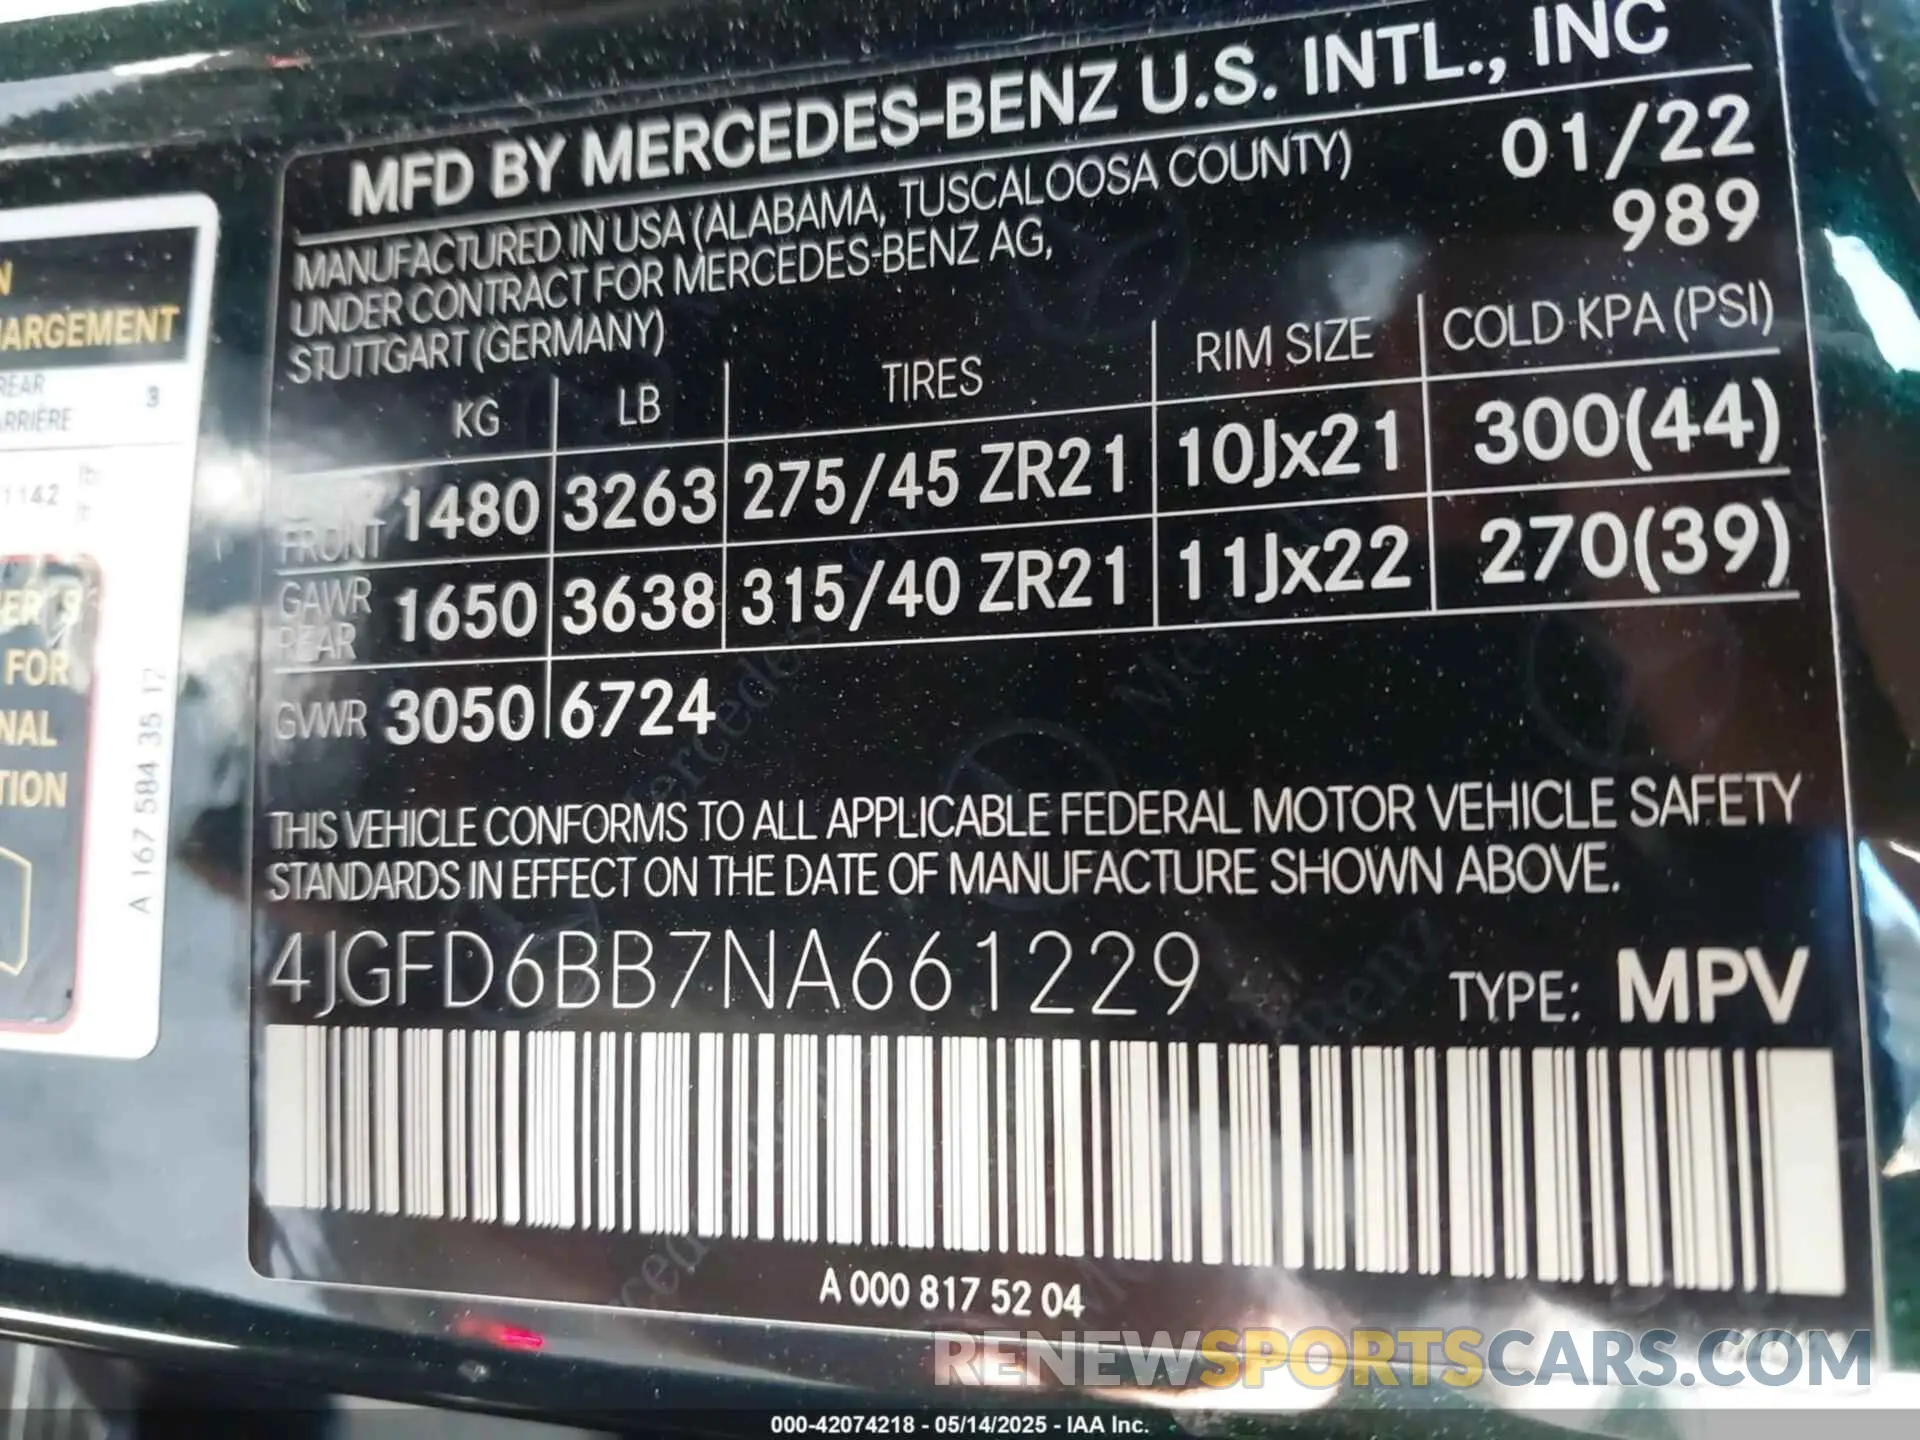 MFD BY MERCEDES-BENZ U.S. INTL., INC
MANUFACTURED IN USA (ALABAMA, TUSCALOOSA COUNTY) 01/22
UNDER CONTRACT FOR MERCEDES-BENZ AG, 989
STUTTGART (GERMANY)
KG LB TIRES RIM SIZE COLD KPA (PSI)
FRONT 1480 3263 275/45 ZR21 10Jx21 300(44)
GAWR
REAR 1650 3638 315/40 ZR21 11Jx22 270(39)
GVWR 3050 6724
THIS VEHICLE CONFORMS TO ALL APPLICABLE FEDERAL MOTOR VEHICLE SAFETY
STANDARDS IN EFFECT ON THE DATE OF MANUFACTURE SHOWN ABOVE.
4JGFD6BB7NA661229 TYPE: MPV
A 000 817 52 04
N
ARGEMENT
REAR 3
ARRIÈRE
1142 lb
FOR
NAL
TION
A 167 584 35 17
RENEWSPORTSCARS.COM
000-42074218 - 05/14/2025 - IAA Inc.